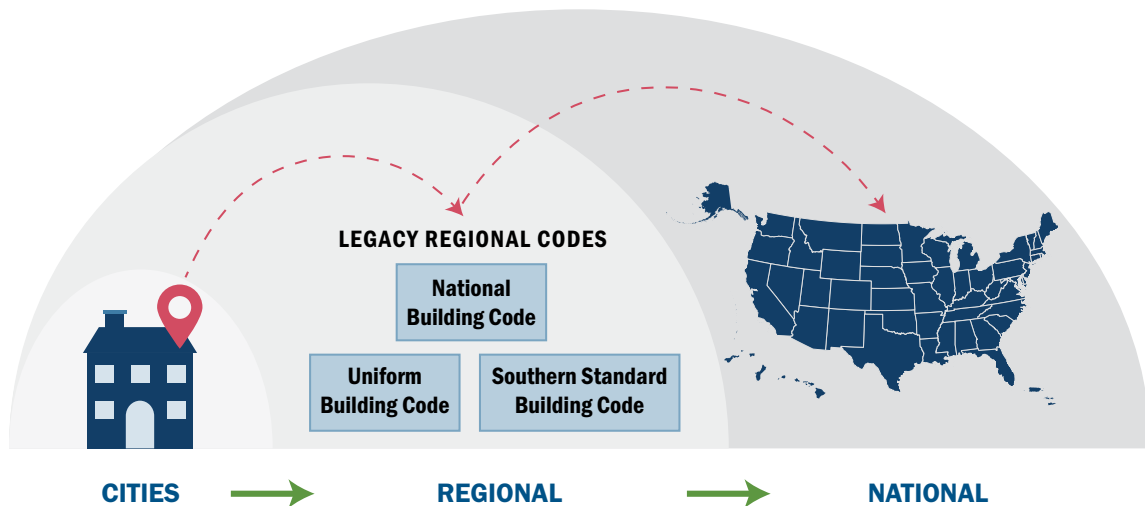 LEGACY REGIONAL CODES
National
Building Code
Uniform
Building Code
Southern Standard
Building Code
CITIES
REGIONAL
NATIONAL